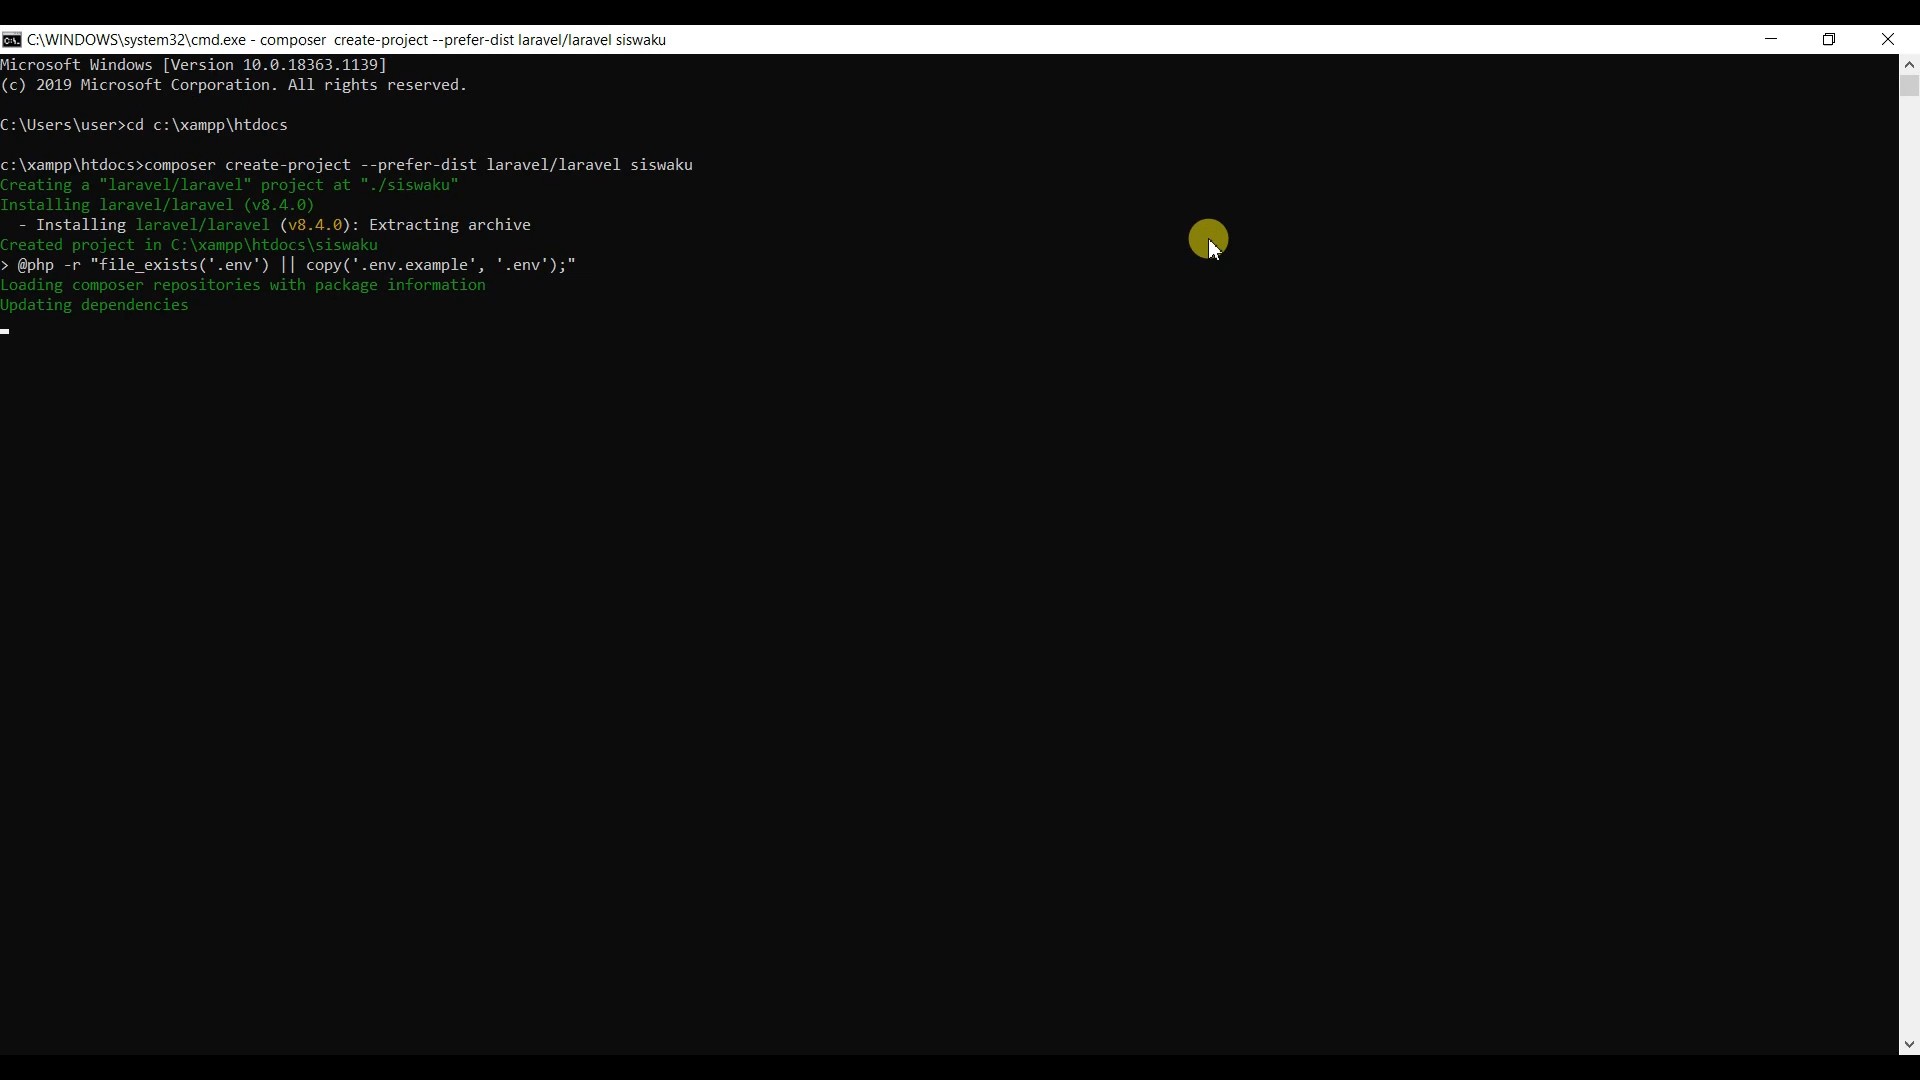 C:\WINDOWS\system32\cmd.exe - composer  create-project --prefer-dist laravel/laravel siswaku
Microsoft Windows [Version 10.0.18363.1139]
(c) 2019 Microsoft Corporation. All rights reserved.
C:\Users\user>cd c:\xampp\htdocs
c:\xampp\htdocs>composer create-project --prefer-dist laravel/laravel siswaku
Creating a "laravel/laravel" project at "./siswaku"
Installing laravel/laravel (v8.4.0)
  - Installing laravel/laravel (v8.4.0): Extracting archive
Created project in C:\xampp\htdocs\siswaku
> @php -r "file_exists('.env') || copy('.env.example', '.env');"
Loading composer repositories with package information
Updating dependencies